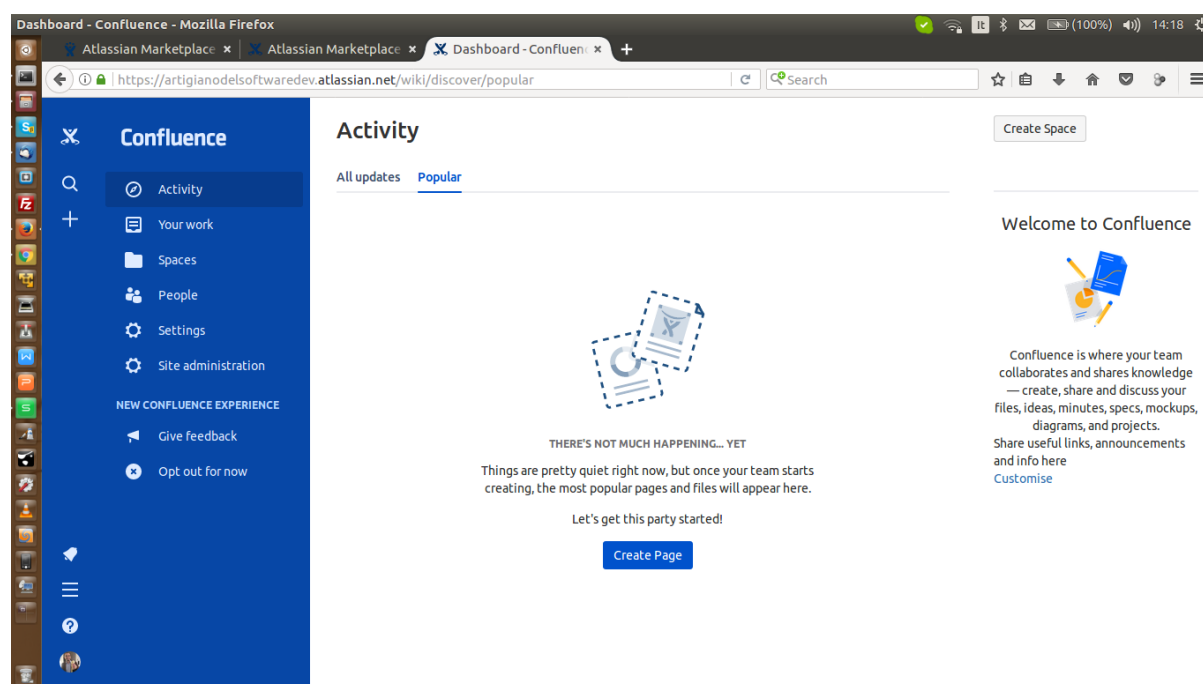 Dashboard - Confluence - Mozilla Firefox
It
(100%)
14:18
Atlassian Marketplace
Atlassian Marketplace
Dashboard - Confluenc
https://artigianodelsoftwaredev.atlassian.net/wiki/discover/popular
Search
Confluence
Activity
Your work
Spaces
People
Settings
Site administration
NEW CONFLUENCE EXPERIENCE
Give feedback
Opt out for now
Activity
All updates Popular
THERE'S NOT MUCH HAPPENING... YET
Things are pretty quiet right now, but once your team starts
creating, the most popular pages and files will appear here.
Let's get this party started!
Create Page
Create Space
Welcome to Confluence
Confluence is where your team
collaborates and shares knowledge
— create, share and discuss your
files, ideas, minutes, specs, mockups,
diagrams, and projects.
Share useful links, announcements
and info here
Customise